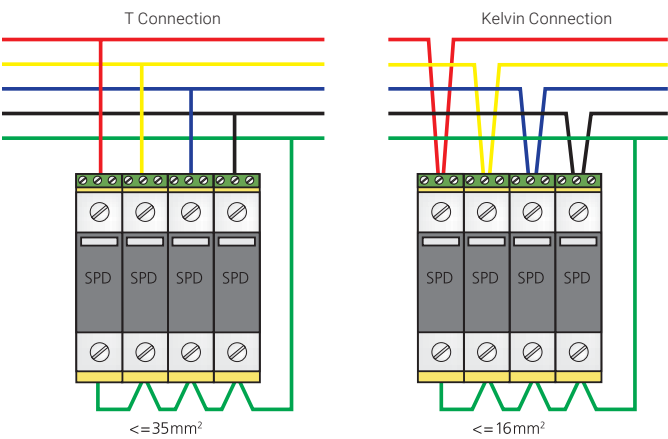 T Connection
Kelvin Connection
SPD SPD SPD SPD
SPD SPD SPD SPD
<=35mm²
<=16mm²